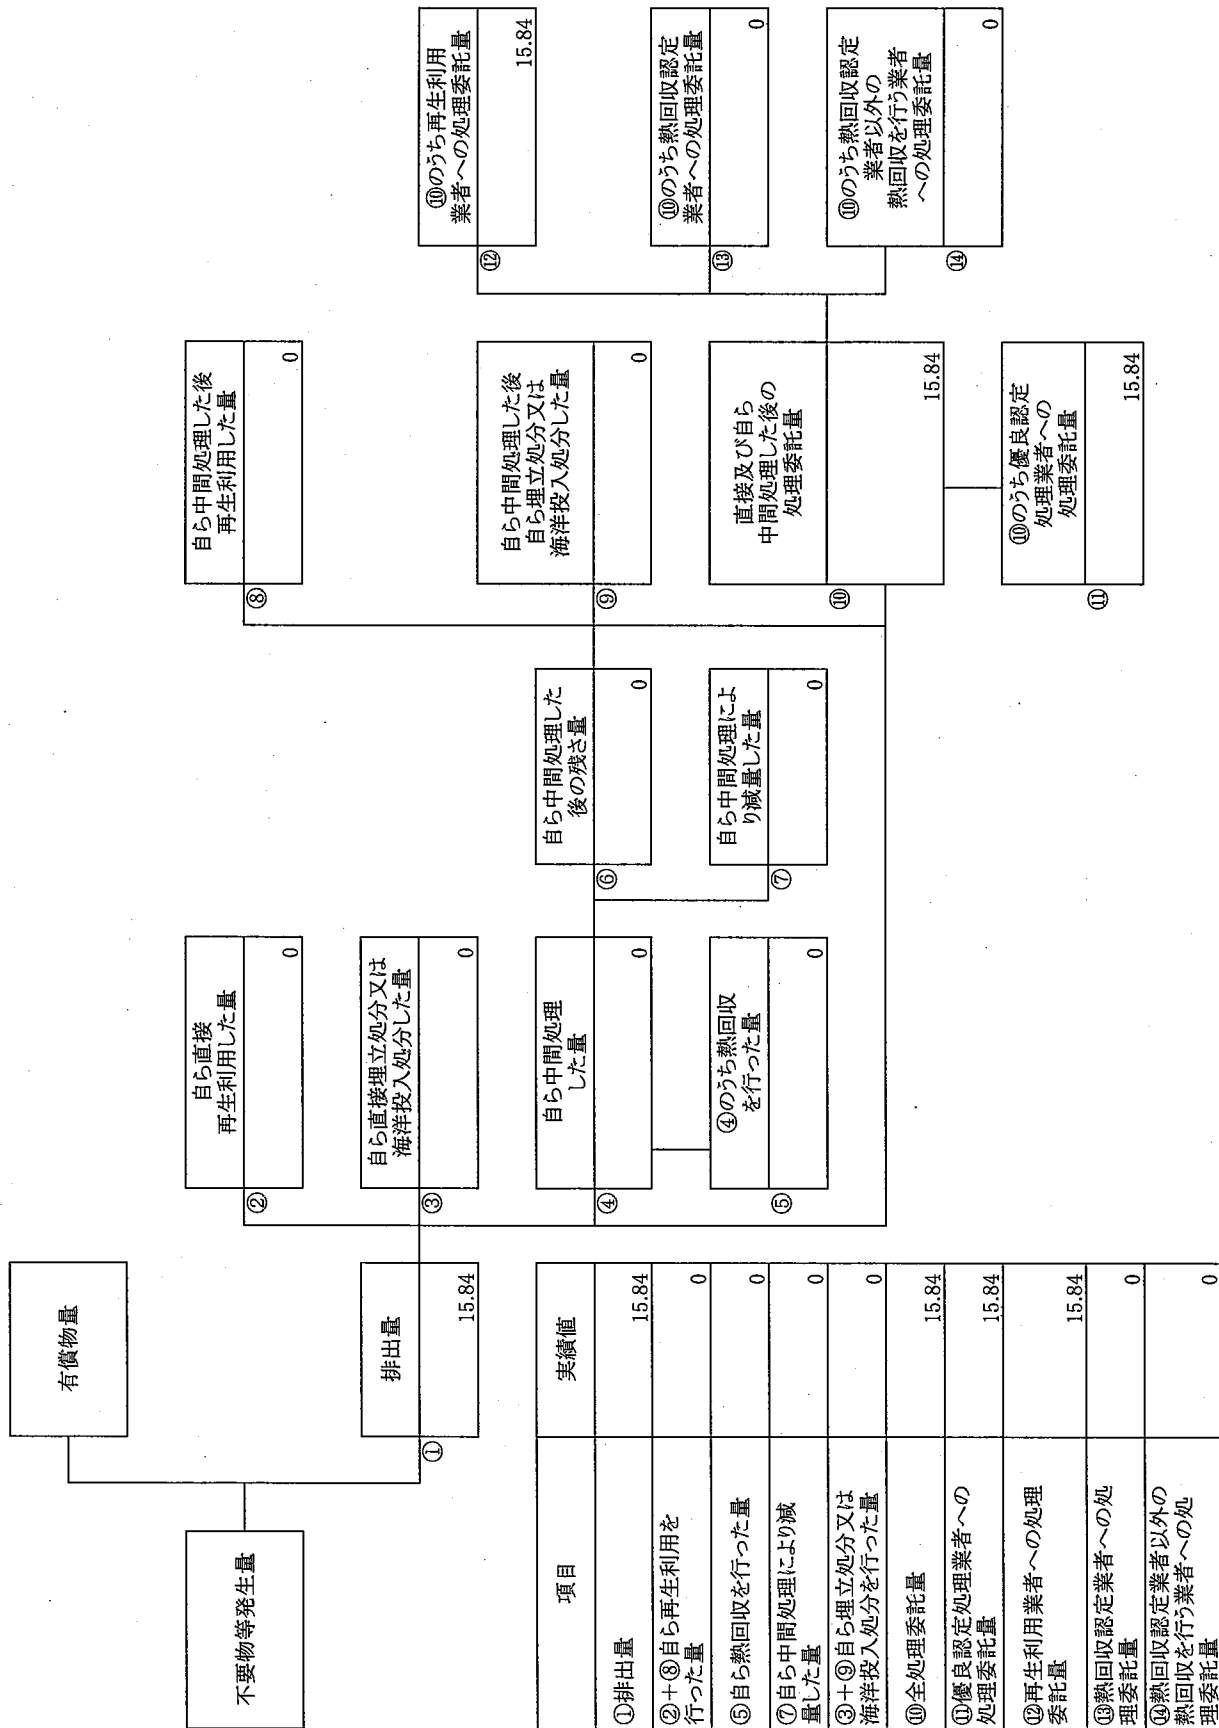 不要物等発生量
有償物量
排出量
①
15.84
自ら直接
再生利用した量
②
0
自ら直接埋立処分又は
海洋投入処分した量
③
0
自ら中間処理
した量
④
0
④のうち熱回収
を行った量
⑤
0
自ら中間処理した
後の残さ量
⑥
0
自ら中間処理によ
り減量した量
⑦
0
自ら中間処理した後
再生利用した量
⑧
0
自ら中間処理した後
自ら埋立処分又は
海洋投入処分した量
⑨
0
直接及び自ら
中間処理した後の
処理委託量
⑩
15.84
⑩のうち優良認定
処理業者への
処理委託量
⑪
15.84
⑩のうち再生利用
業者への処理委託量
⑫
15.84
⑩のうち熱回収認定
業者への処理委託量
⑬
0
⑩のうち熱回収認定
業者以外の
熱回収を行う業者
への処理委託量
⑭
0
項目 実績値
①排出量 15.84
②+⑧自ら再生利用を
行った量 0
⑤自ら熱回収を行った量 0
⑦自ら中間処理により減
量した量 0
③+⑨自ら埋立処分又は
海洋投入処分を行った量 0
⑩全処理委託量 15.84
⑪優良認定処理業者への
処理委託量 15.84
⑫再生利用業者への処理
委託量 15.84
⑬熱回収認定業者への処
理委託量 0
⑭熱回収認定業者以外の
熱回収を行う業者への処
理委託量 0